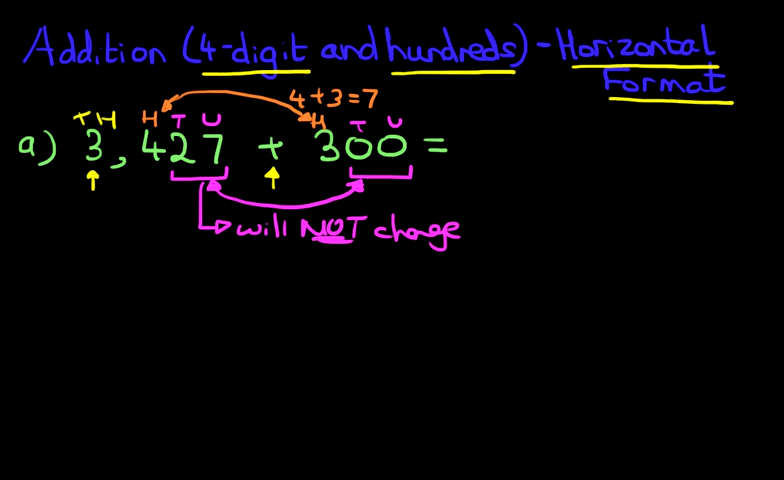 Addition (4-digit and hundreds) - Horizontal
Format
4+3=7
TH H T U H T U
a) 3,427 + 300 =
will NOT change